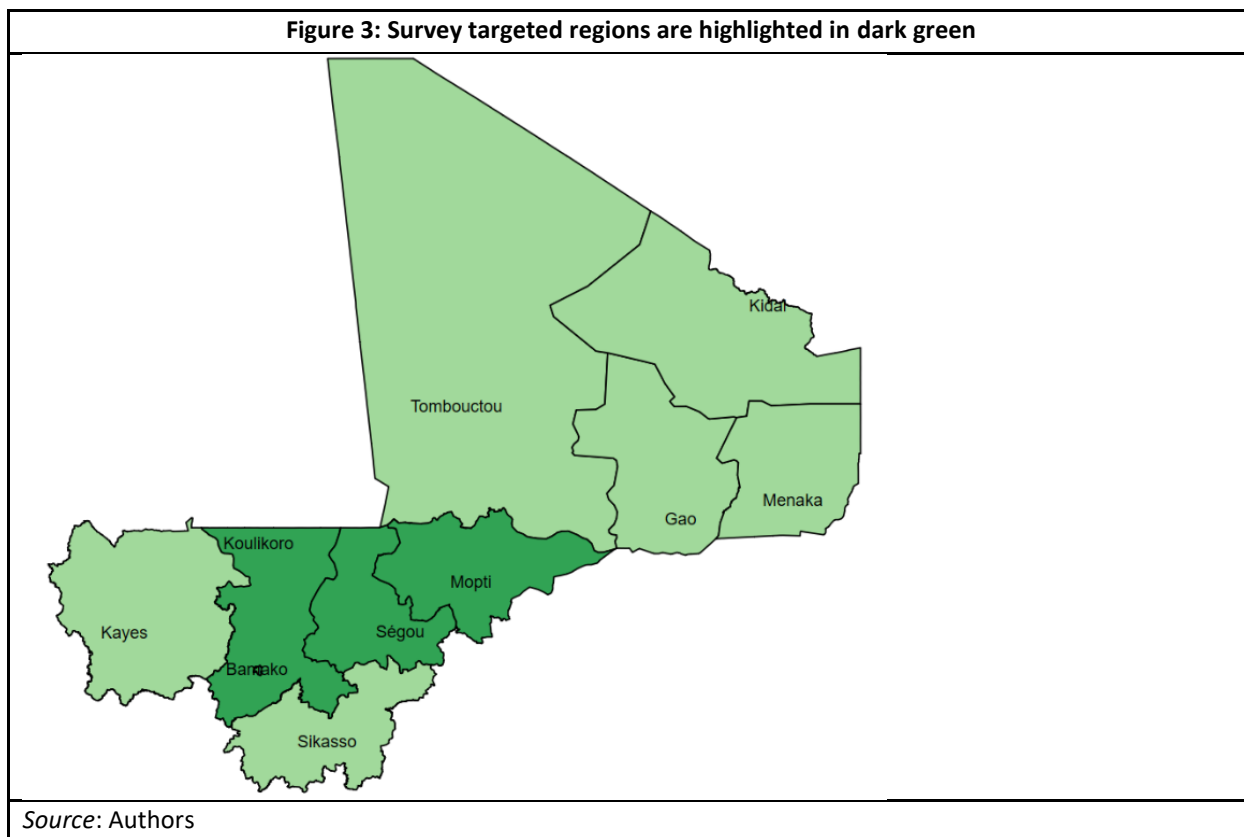 Figure 3: Survey targeted regions are highlighted in dark green
Kidal
Tombouctou
Menaka
Gao
Koulikoro
Mopti
Kayes
Ségou
Bamako
Sikasso
Source: Authors